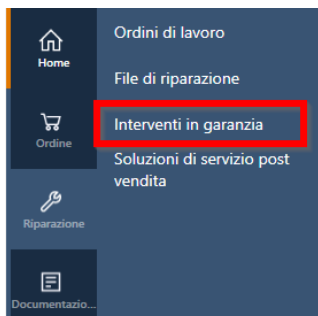 Home
Ordine
Riparazione
Documentazio...
Ordini di lavoro
File di riparazione
Interventi in garanzia
Soluzioni di servizio post
vendita